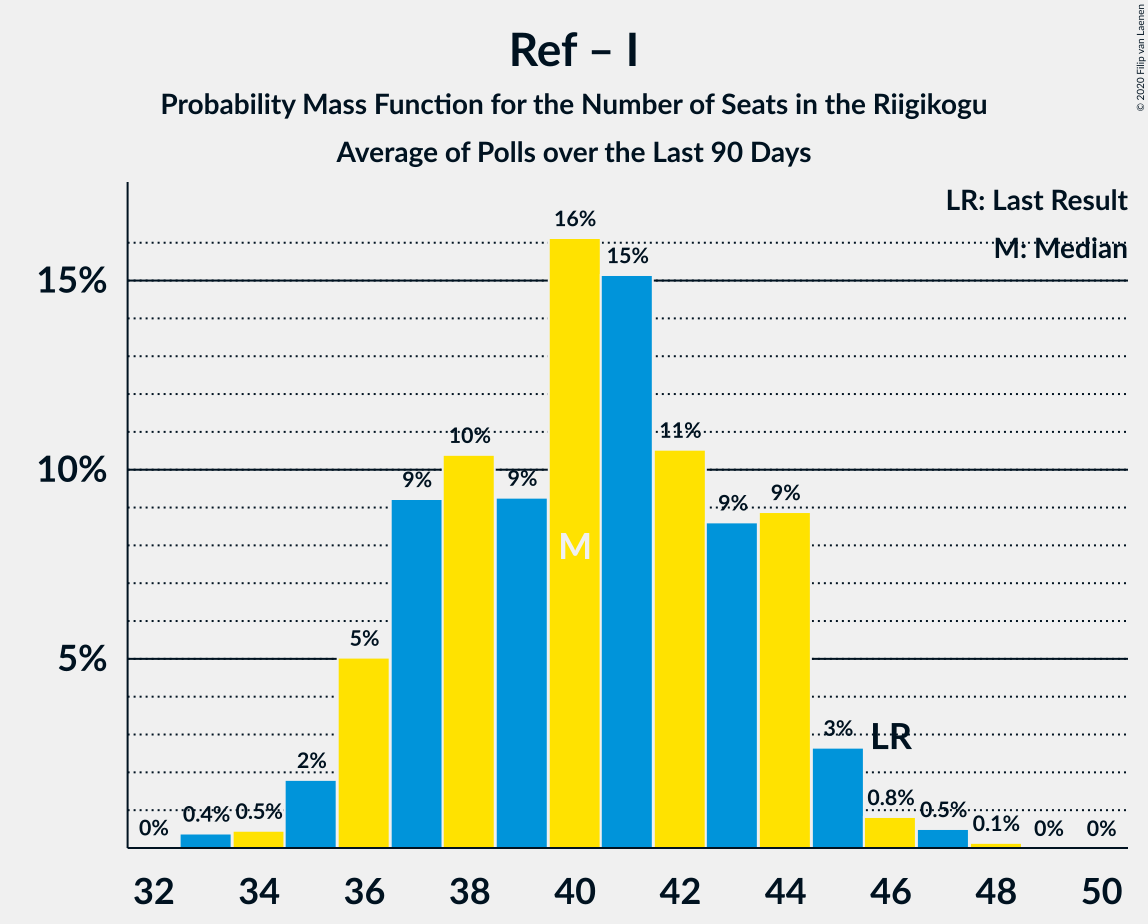 Ref – I
Probability Mass Function for the Number of Seats in the Riigikogu
Average of Polls over the Last 90 Days
© 2020 Filip van Laenen
LR: Last Result
M: Median
15%
10%
5%
0%
0.4%
0.5%
2%
5%
9%
10%
9%
16%
15%
11%
9%
9%
3%
0.8%
0.5%
0.1%
0%
0%
M
LR
32 34 36 38 40 42 44 46 48 50